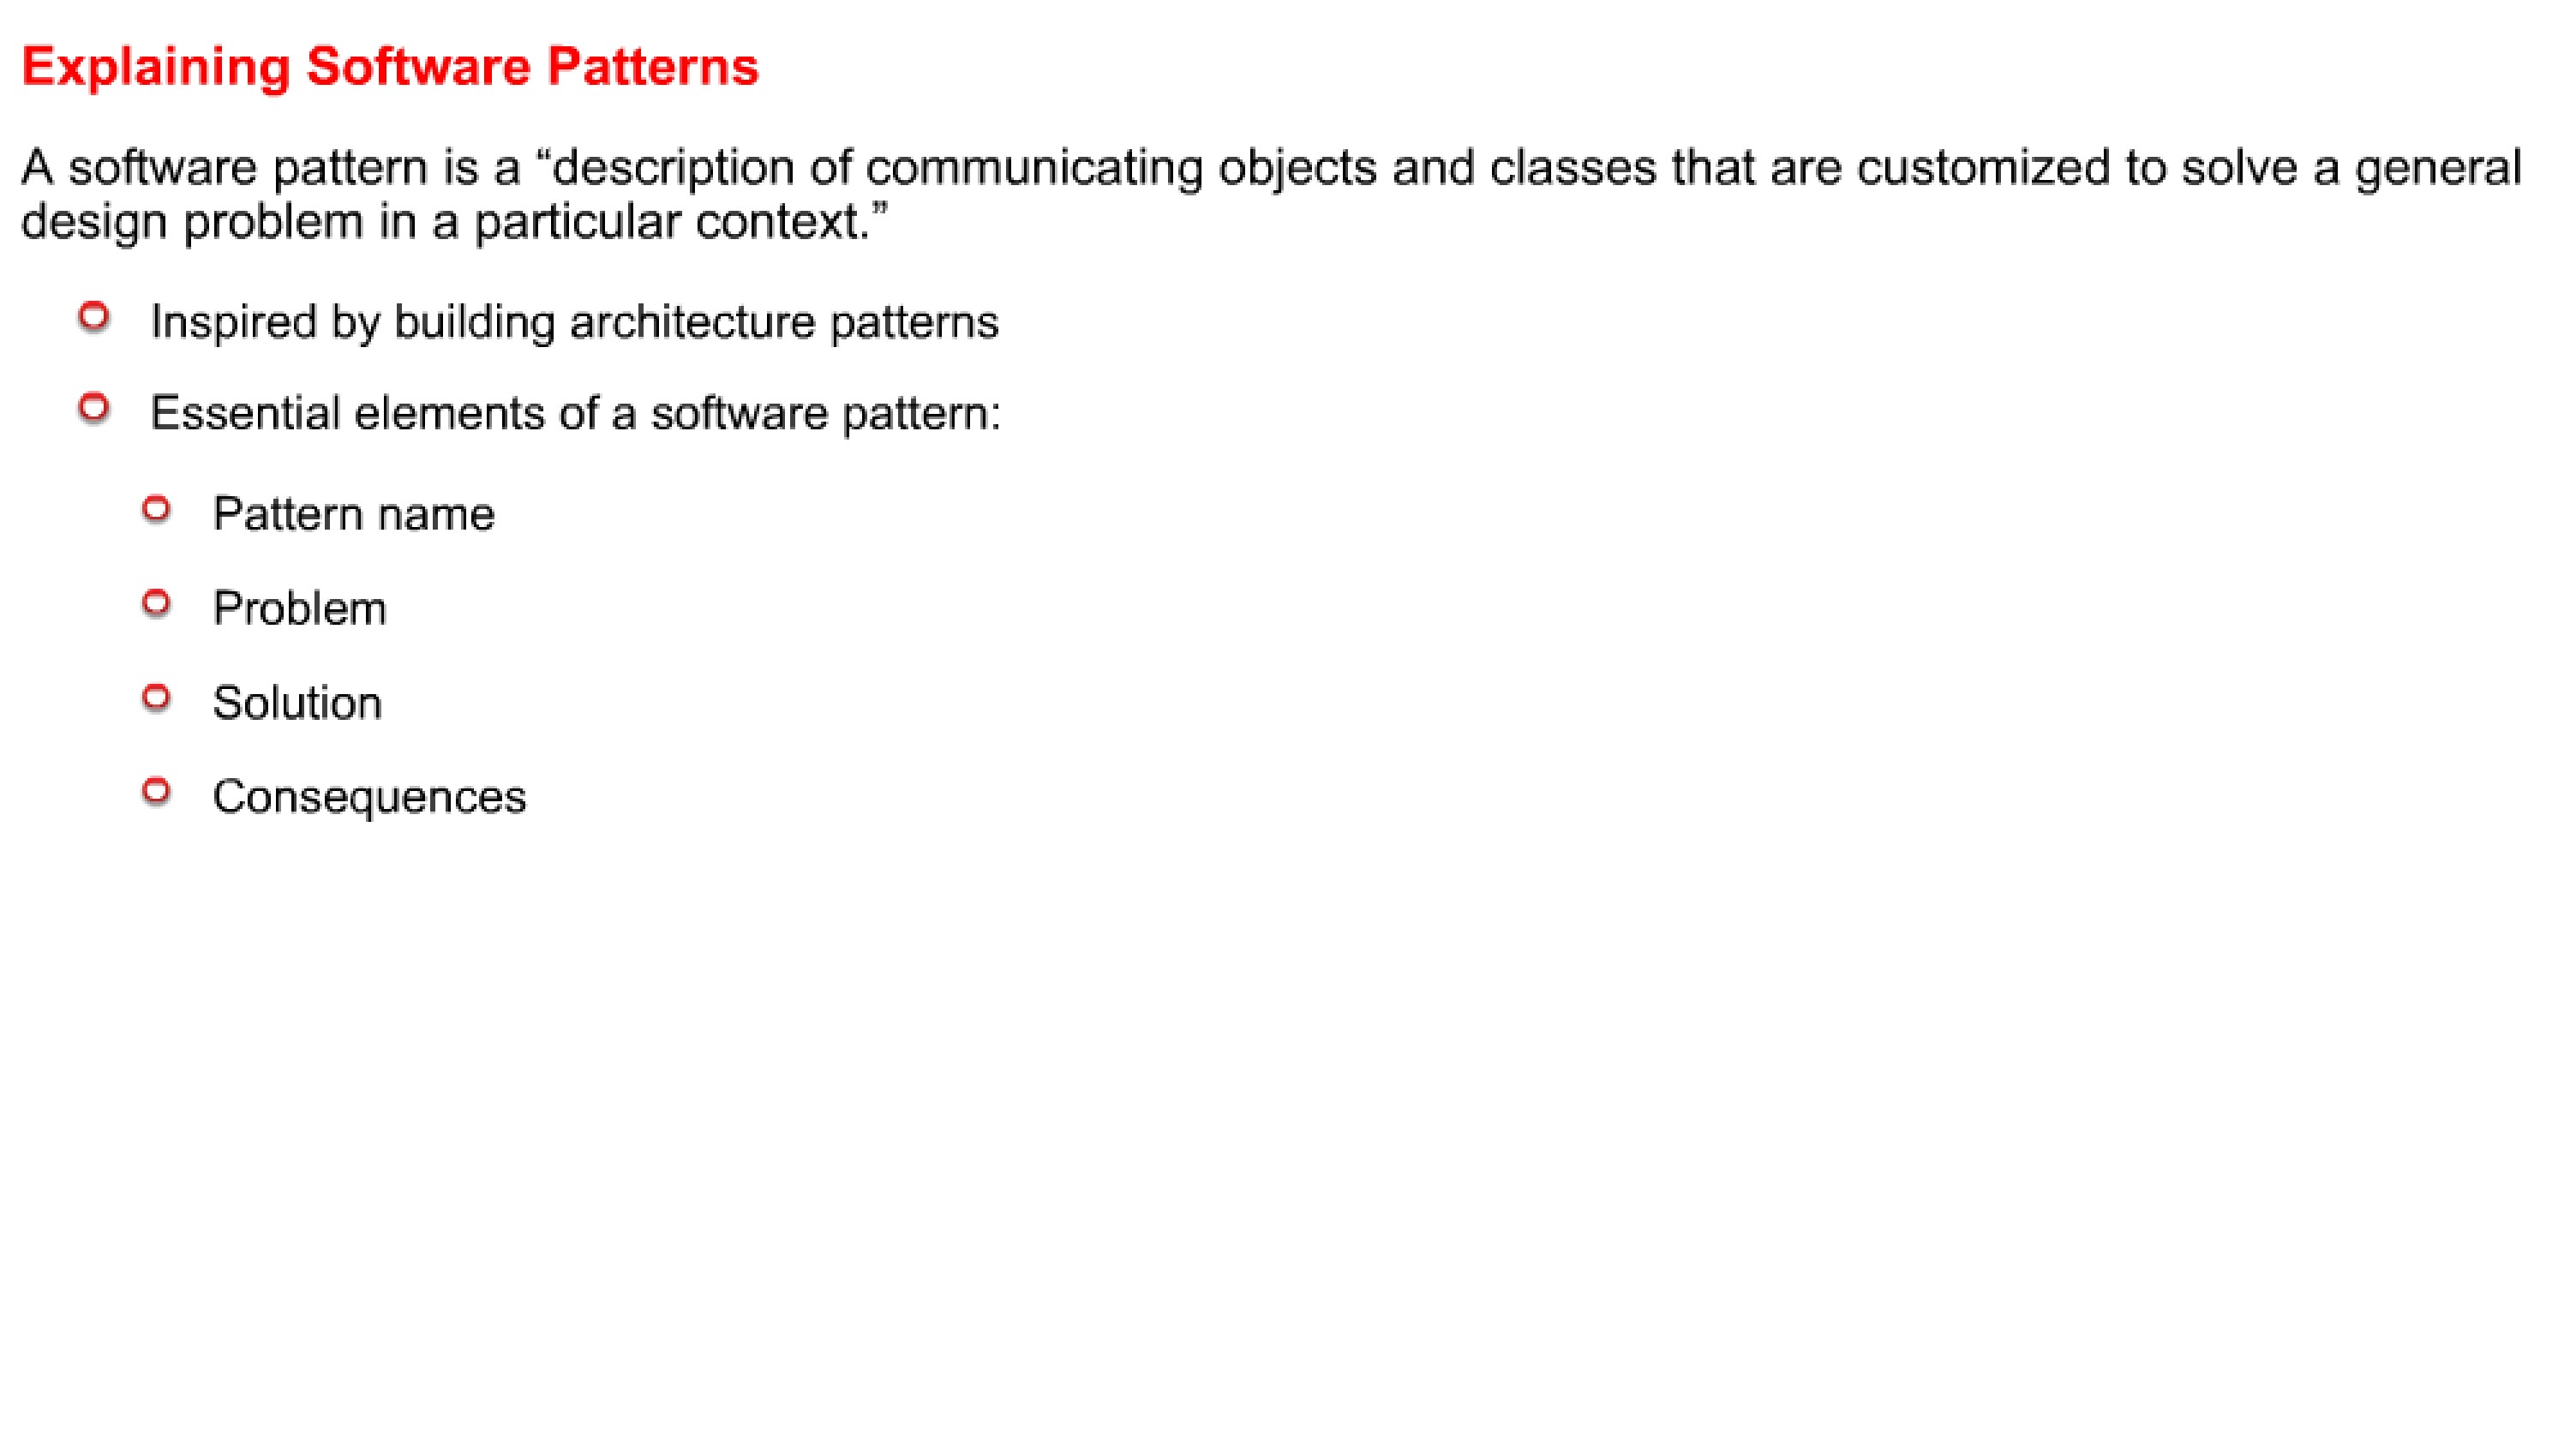 Explaining Software Patterns
A software pattern is a “description of communicating objects and classes that are customized to solve a general
design problem in a particular context.”
Inspired by building architecture patterns
Essential elements of a software pattern:
Pattern name
Problem
Solution
Consequences